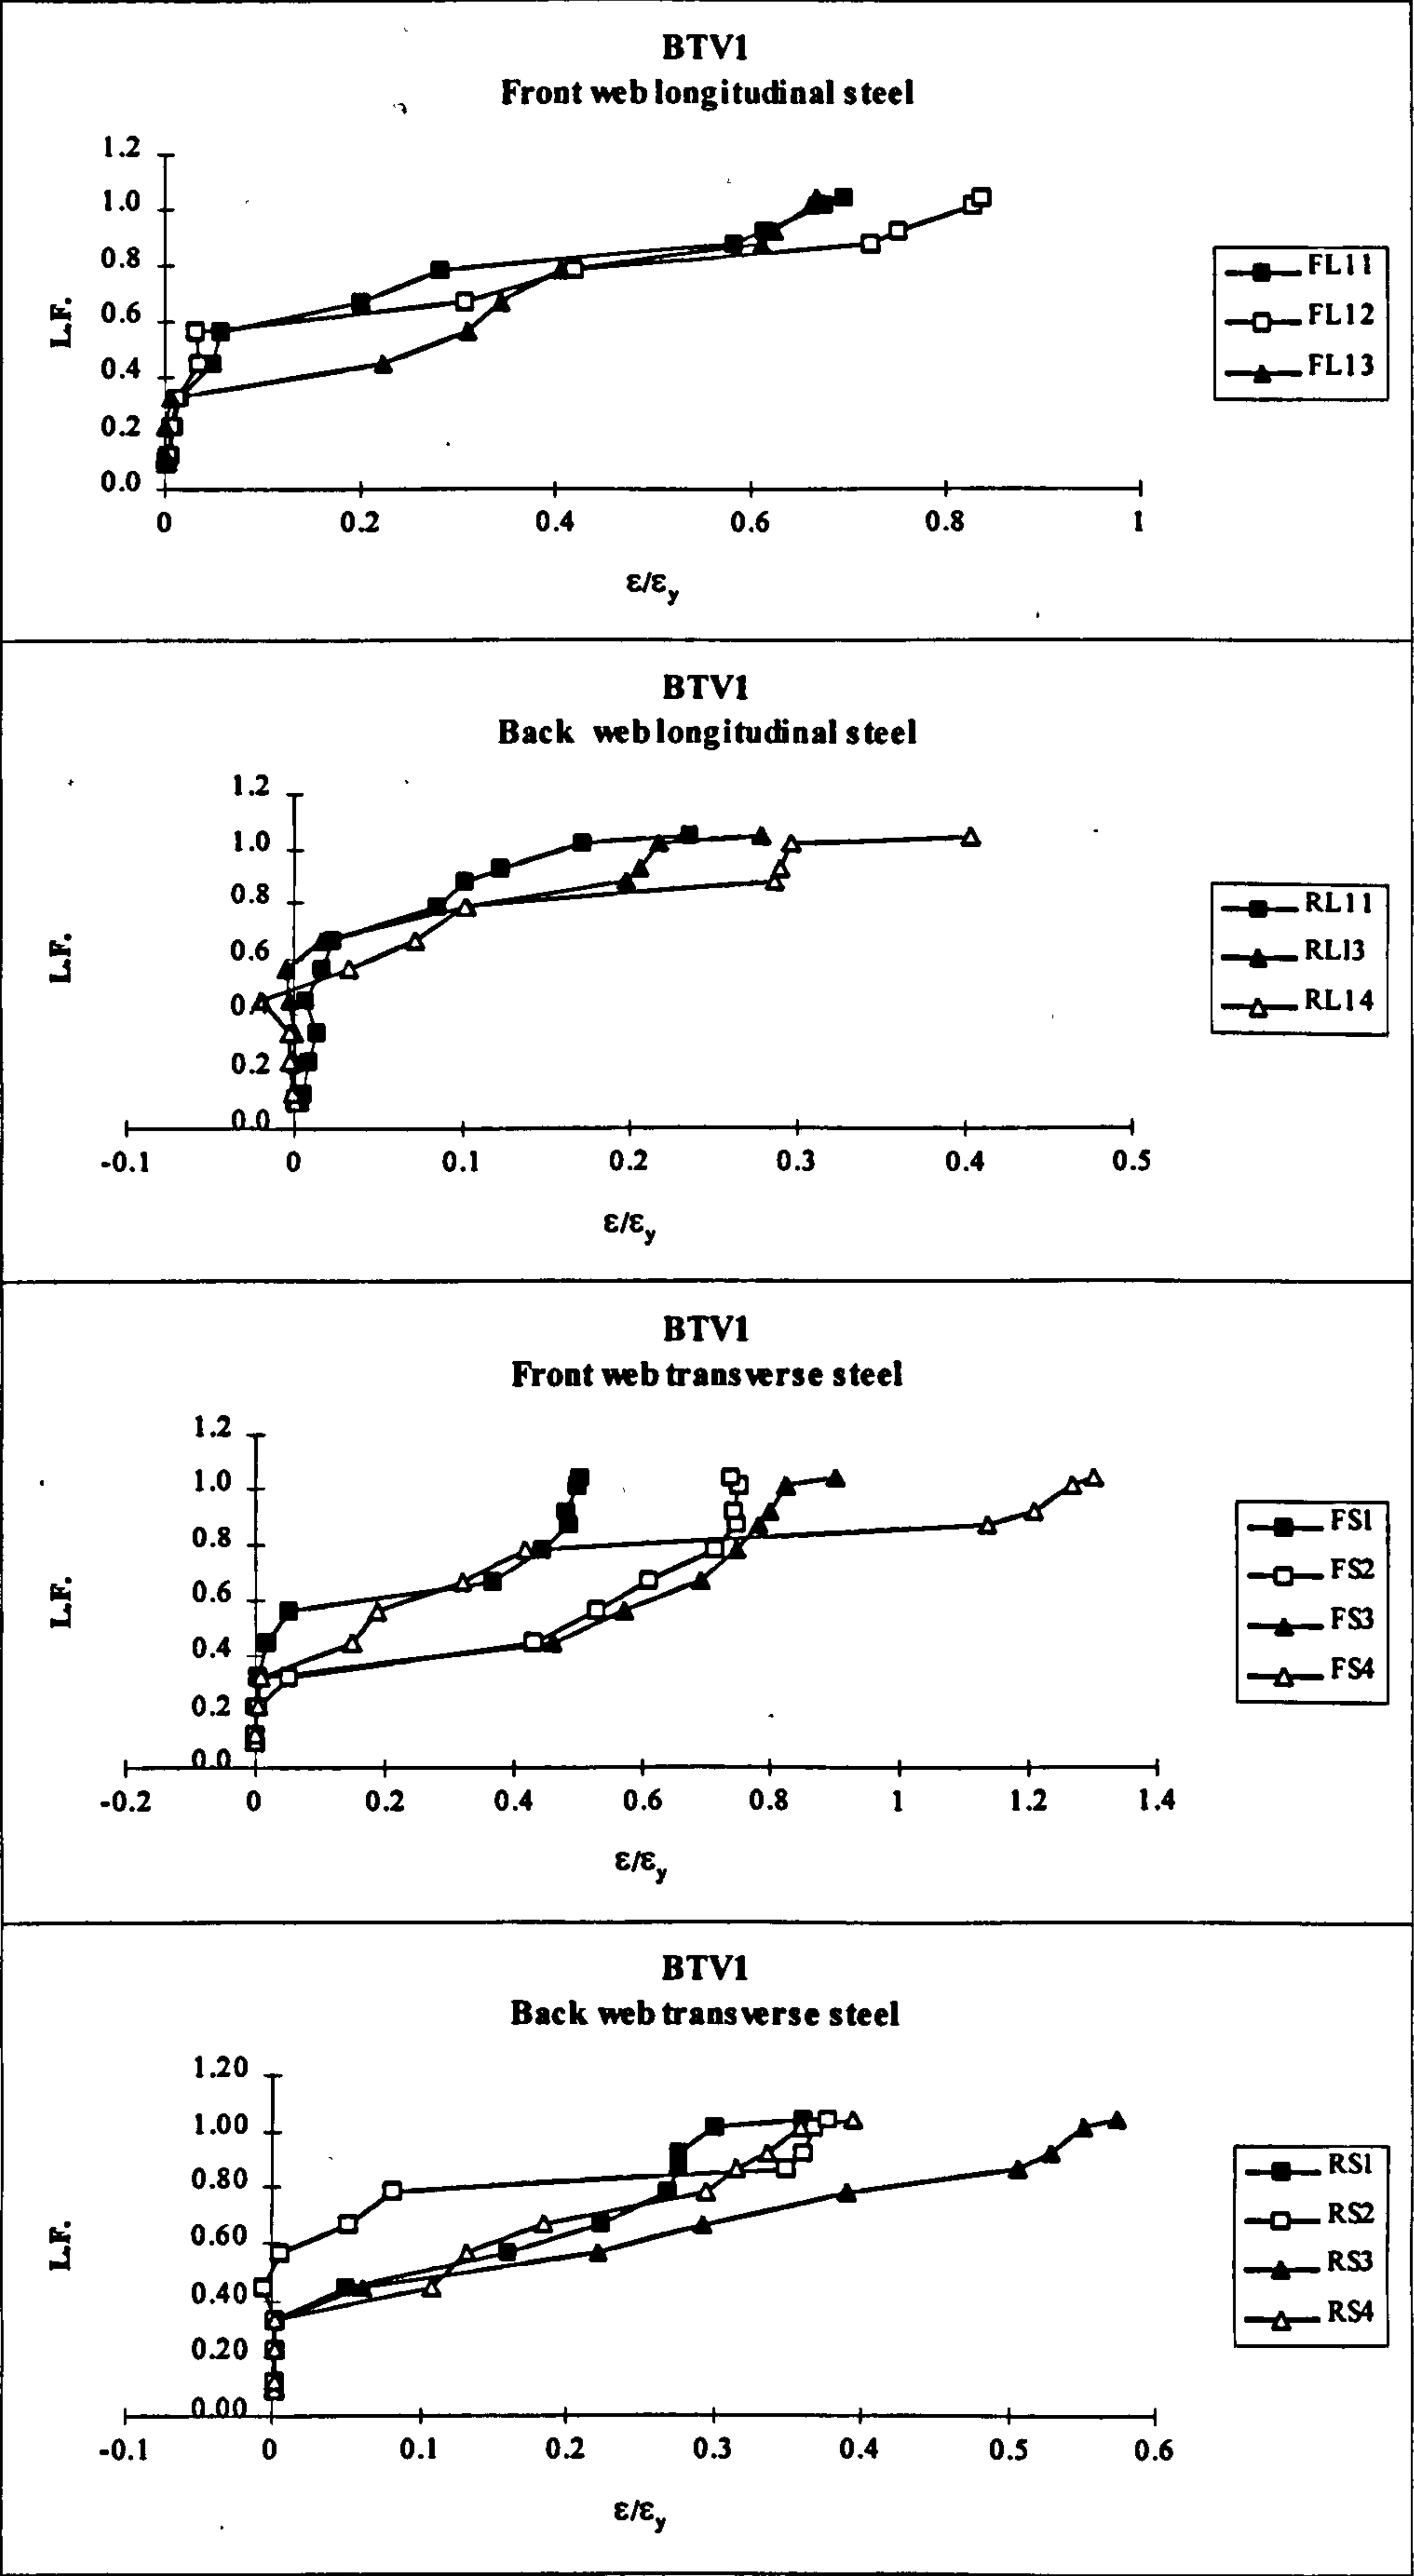 BTV1
Front web longitudinal steel
1.2
1.0
0.8
0.6
0.4
0.2
0.0
L.F.
0 0.2 0.4 0.6 0.8 1
ε/εy
FL11
FL12
FL13
BTV1
Back web longitudinal steel
1.2
1.0
0.8
0.6
0.4
0.2
0.0
L.F.
-0.1 0 0.1 0.2 0.3 0.4 0.5
ε/εy
RL11
RL13
RL14
BTV1
Front web transverse steel
1.2
1.0
0.8
0.6
0.4
0.2
0.0
L.F.
-0.2 0 0.2 0.4 0.6 0.8 1 1.2 1.4
ε/εy
FS1
FS2
FS3
FS4
BTV1
Back web transverse steel
1.20
1.00
0.80
0.60
0.40
0.20
0.00
L.F.
-0.1 0 0.1 0.2 0.3 0.4 0.5 0.6
ε/εy
RS1
RS2
RS3
RS4